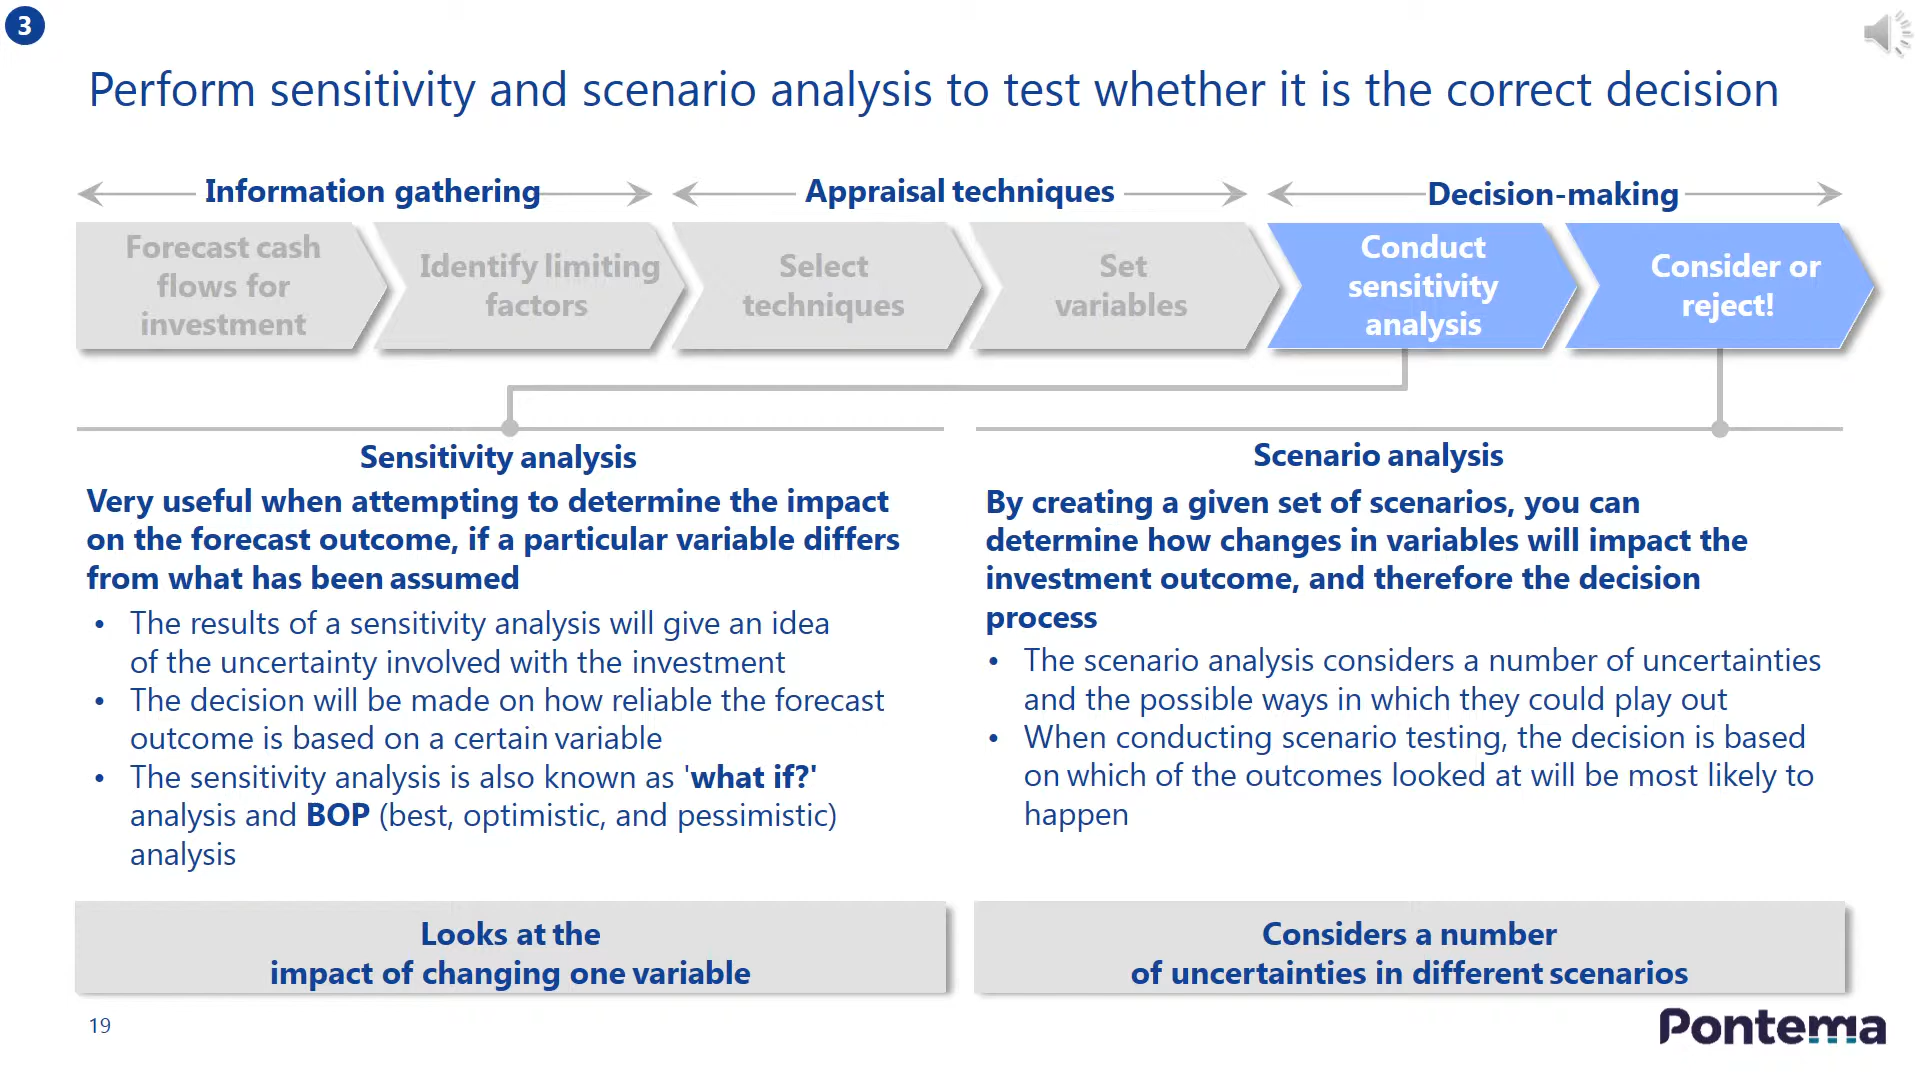 3
Perform sensitivity and scenario analysis to test whether it is the correct decision
Information gathering
Appraisal techniques
Decision-making
Forecast cash
flows for
investment
Identify limiting
factors
Select
techniques
Set
variables
Conduct
sensitivity
analysis
Consider or
reject!
Sensitivity analysis
Very useful when attempting to determine the impact
on the forecast outcome, if a particular variable differs
from what has been assumed
• The results of a sensitivity analysis will give an idea
of the uncertainty involved with the investment
• The decision will be made on how reliable the forecast
outcome is based on a certain variable
• The sensitivity analysis is also known as 'what if?'
analysis and BOP (best, optimistic, and pessimistic)
analysis
Looks at the
impact of changing one variable
Scenario analysis
By creating a given set of scenarios, you can
determine how changes in variables will impact the
investment outcome, and therefore the decision
process
• The scenario analysis considers a number of uncertainties
and the possible ways in which they could play out
• When conducting scenario testing, the decision is based
on which of the outcomes looked at will be most likely to
happen
Considers a number
of uncertainties in different scenarios
19
Pontema